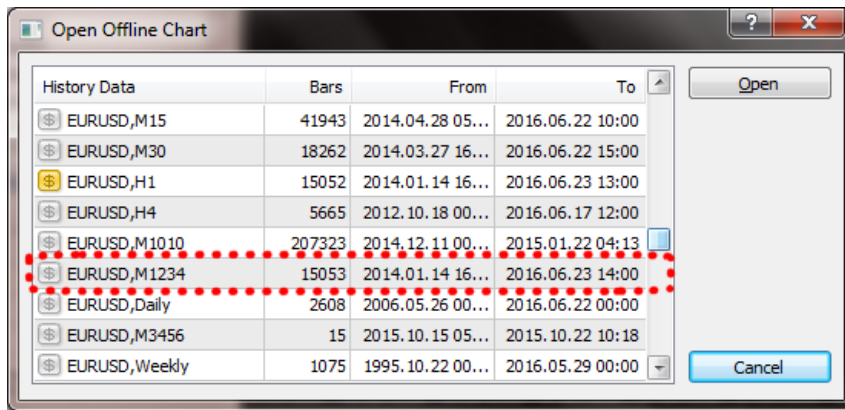 Open Offline Chart
History Data Bars From To
EURUSD,M15 41943 2014.04.28 05... 2016.06.22 10:00
EURUSD,M30 18262 2014.03.27 16... 2016.06.22 15:00
EURUSD,H1 15052 2014.01.14 16... 2016.06.23 13:00
EURUSD,H4 5665 2012.10.18 00... 2016.06.17 12:00
EURUSD,M1010 207323 2014.12.11 00... 2015.01.22 04:13
EURUSD,M1234 15053 2014.01.14 16... 2016.06.23 14:00
EURUSD,Daily 2608 2006.05.26 00... 2016.06.22 00:00
EURUSD,M3456 15 2015.10.15 05... 2015.10.22 10:18
EURUSD,Weekly 1075 1995.10.22 00... 2016.05.29 00:00
Open
Cancel